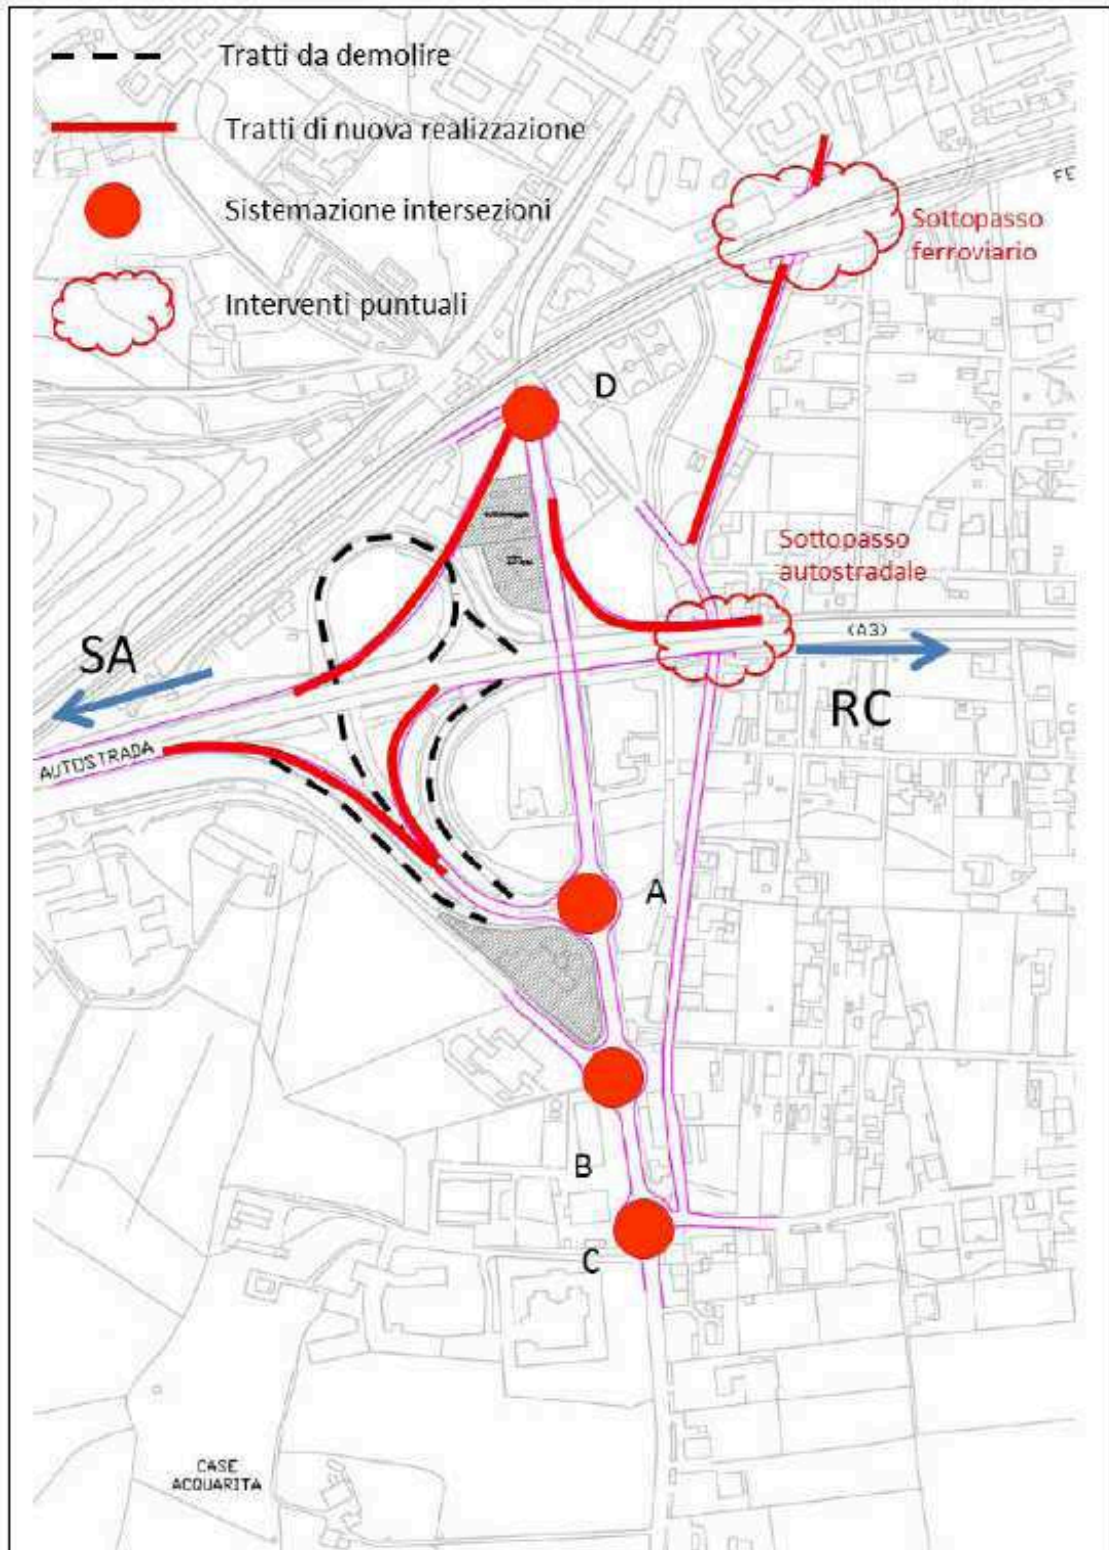 Tratti da demolire
Tratti di nuova realizzazione
Sistemazione intersezioni
Interventi puntuali
FE
Sottopasso
ferroviario
D
Sottopasso
autostradale
(A3)
SA
RC
AUTOSTRADA
A
B
C
CASE
ACQUARITA